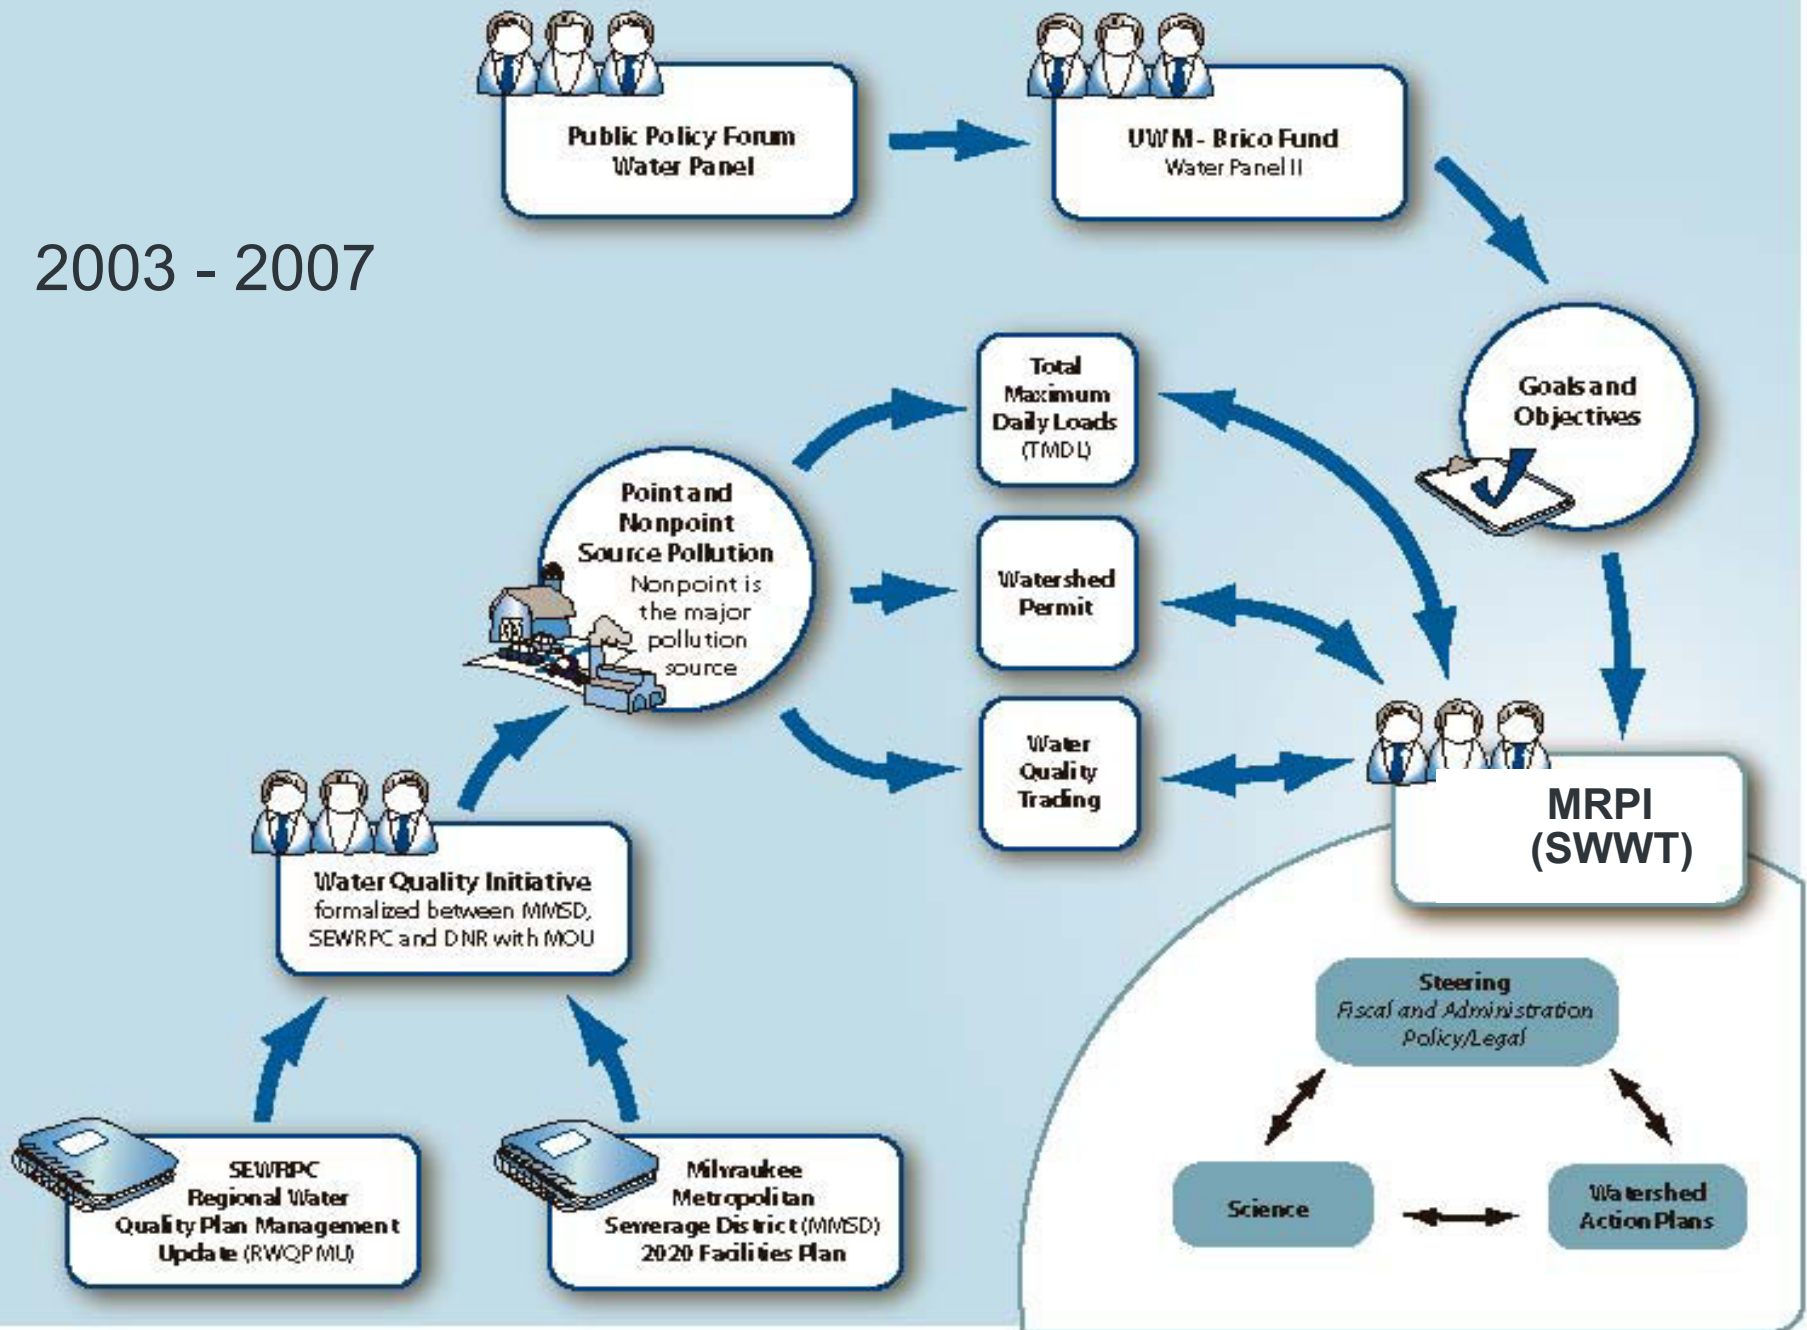 Public Policy Forum
Water Panel
UWM - Brico Fund
Water Panel II
2003 - 2007
Goals and
Objectives
Total
Maximum
Daily Loads
(TMDL)
Point and
Nonpoint
Source Pollution
Nonpoint is
the major
pollution
source
Watershed
Permit
Water
Quality
Trading
MRPI
(SWWT)
Water Quality Initiative
formalized between MMSD,
SEWRPC and DNR with MOU
Steering
Fiscal and Administration
Policy/Legal
Science
Watershed
Action Plans
SEWRPC
Regional Water
Quality Plan Management
Update (RWQPMU)
Milwaukee
Metropolitan
Sewerage District (MMSD)
2020 Facilities Plan